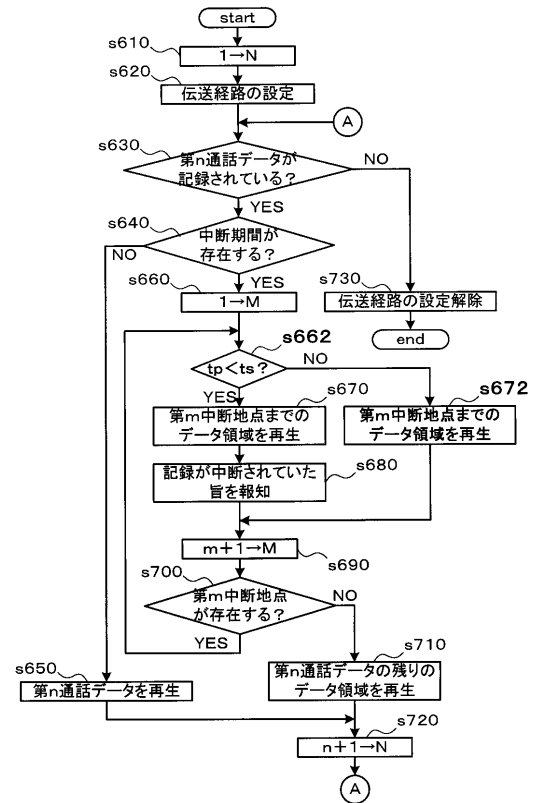 start
s610
1→N
s620
伝送経路の設定
A
s630
第n通話データが
記録されている?
NO
YES
s640
中断期間が
存在する?
NO
YES
s660
1→M
s730
伝送経路の設定解除
end
s662
tp<ts?
NO
YES
s670
第m中断地点までの
データ領域を再生
s672
第m中断地点までの
データ領域を再生
s680
記録が中断されていた
旨を報知
m+1→M
s690
s700
第m中断地点
が存在する?
NO
YES
s650
第n通話データを再生
s710
第n通話データの残りの
データ領域を再生
s720
n+1→N
A